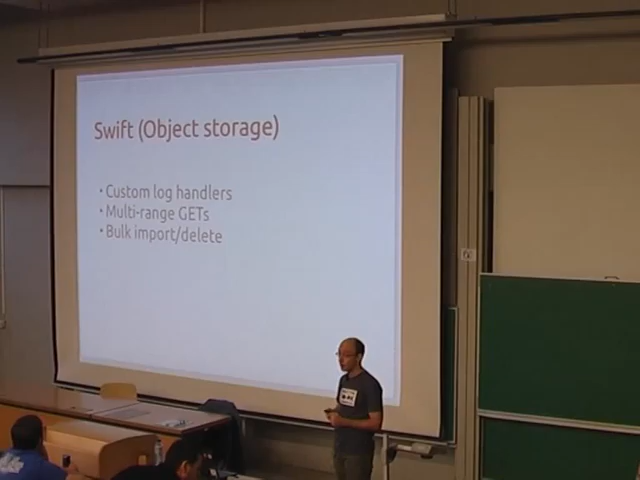 Swift (Object storage)
• Custom log handlers
• Multi-range GETs
• Bulk import/delete